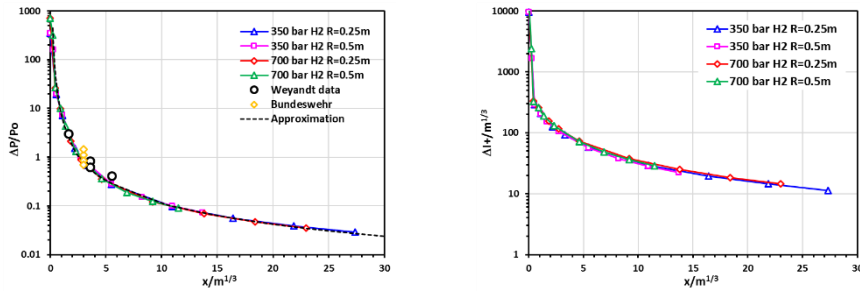 1000
100
10
1
0.1
0.01
ΔP/Po
0 5 10 15 20 25 30
x/m1/3
350 bar H2 R=0.25m
350 bar H2 R=0.5m
700 bar H2 R=0.25m
700 bar H2 R=0.5m
Weyandt data
Bundeswehr
Approximation
10000
1000
100
10
1
ΔI+/m1/3
0 5 10 15 20 25 30
x/m1/3
350 bar H2 R=0.25m
350 bar H2 R=0.5m
700 bar H2 R=0.25m
700 bar H2 R=0.5m